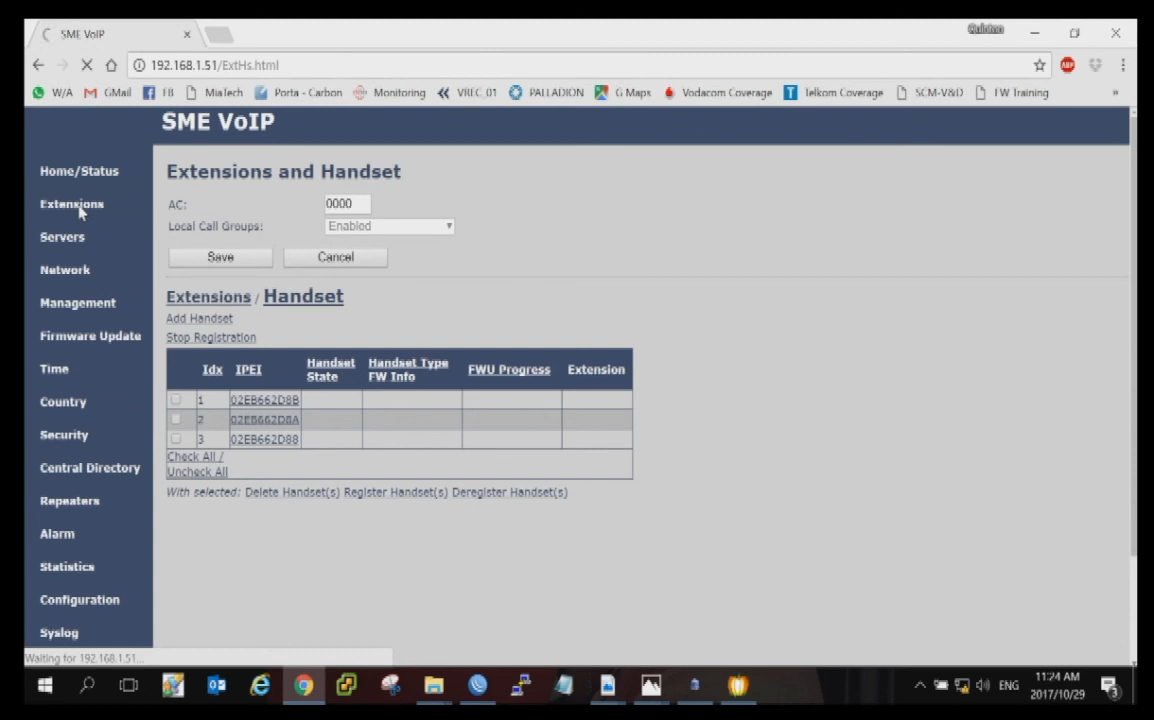 SME VoIP
192.168.1.51/ExtHs.html
W/A GMail FB MiaTech Porta - Carbon Monitoring VREC_01 PALLADION G Maps Vodacom Coverage Telkom Coverage SCM-V&D FW Training »
SME VoIP
Home/Status
Extensions
Servers
Network
Management
Firmware Update
Time
Country
Security
Central Directory
Repeaters
Alarm
Statistics
Configuration
Syslog
Extensions and Handset
AC: 0000
Local Call Groups: Enabled
Save Cancel
Extensions / Handset
Add Handset
Stop Registration
Idx IPEI Handset State Handset Type FW Info FWU Progress Extension
1 02EB662D8B
2 02EB662D8A
3 02EB662D88
Check All /
Uncheck All
With selected: Delete Handset(s) Register Handset(s) Deregister Handset(s)
Waiting for 192.168.1.51...
ENG 11:24 AM
2017/10/29